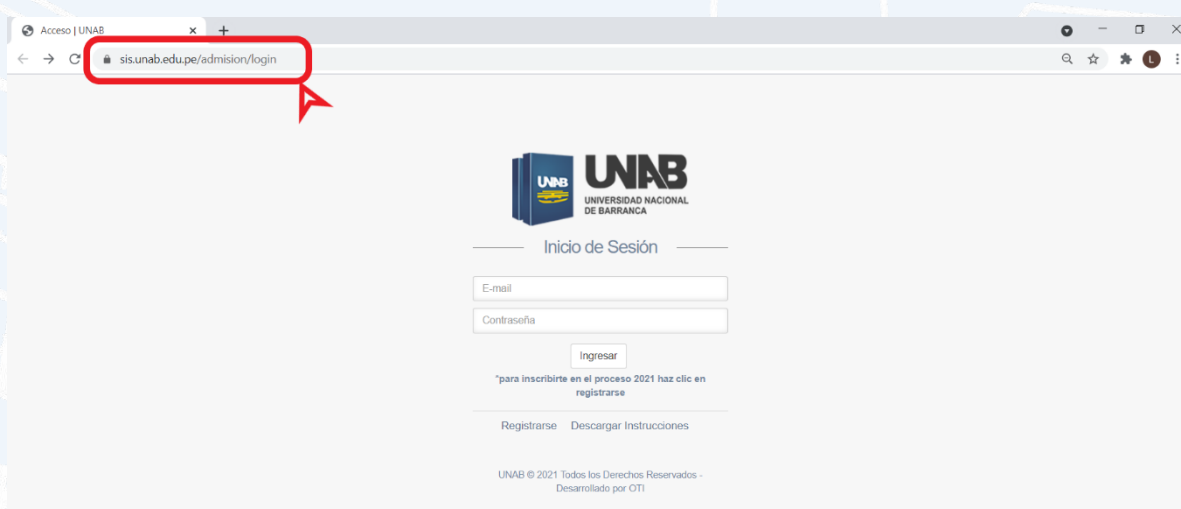 Acceso | UNAB
sis.unab.edu.pe/admision/login
L
UNAB
UNAB
UNIVERSIDAD NACIONAL
DE BARRANCA
Inicio de Sesión
E-mail
Contraseña
Ingresar
*para inscribirte en el proceso 2021 haz clic en
registrarse
Registrarse Descargar Instrucciones
UNAB © 2021 Todos los Derechos Reservados -
Desarrollado por OTI